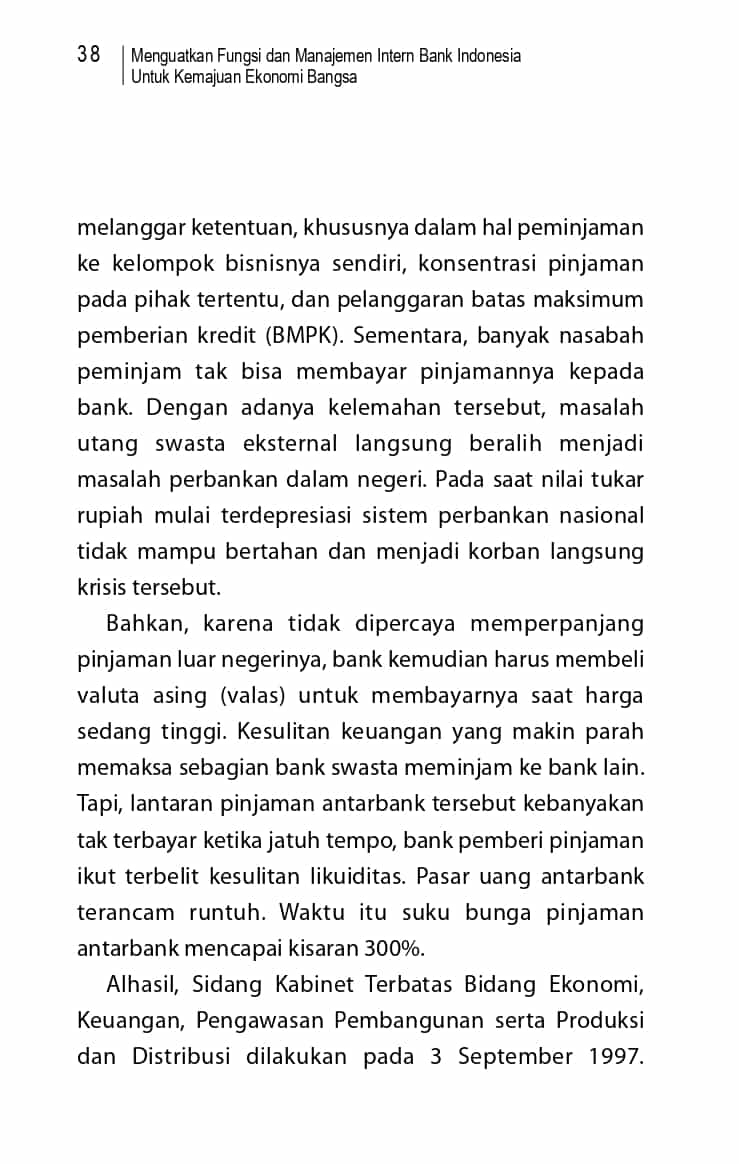 38
Menguatkan Fungsi dan Manajemen Intern Bank Indonesia
Untuk Kemajuan Ekonomi Bangsa
melanggar ketentuan, khususnya dalam hal peminjaman
ke kelompok bisnisnya sendiri, konsentrasi pinjaman
pada pihak tertentu, dan pelanggaran batas maksimum
pemberian kredit (BMPK). Sementara, banyak nasabah
peminjam tak bisa membayar pinjamannya kepada
bank. Dengan adanya kelemahan tersebut, masalah
utang swasta eksternal langsung beralih menjadi
masalah perbankan dalam negeri. Pada saat nilai tukar
rupiah mulai terdepresiasi sistem perbankan nasional
tidak mampu bertahan dan menjadi korban langsung
krisis tersebut.
Bahkan, karena tidak dipercaya memperpanjang
pinjaman luar negerinya, bank kemudian harus membeli
valuta asing (valas) untuk membayarnya saat harga
sedang tinggi. Kesulitan keuangan yang makin parah
memaksa sebagian bank swasta meminjam ke bank lain.
Tapi, lantaran pinjaman antarbank tersebut kebanyakan
tak terbayar ketika jatuh tempo, bank pemberi pinjaman
ikut terbelit kesulitan likuiditas. Pasar uang antarbank
terancam runtuh. Waktu itu suku bunga pinjaman
antarbank mencapai kisaran 300%.
Alhasil, Sidang Kabinet Terbatas Bidang Ekonomi,
Keuangan, Pengawasan Pembangunan serta Produksi
dan Distribusi dilakukan pada 3 September 1997.